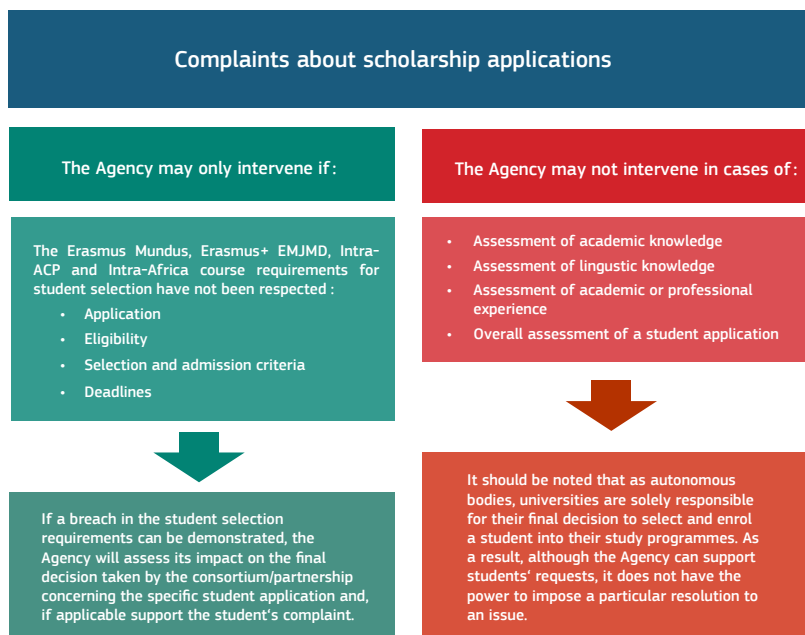 Complaints about scholarship applications
The Agency may only intervene if :
The Erasmus Mundus, Erasmus+ EMJMD, Intra-
ACP and Intra-Africa course requirements for
student selection have not been respected :
• Application
• Eligibility
• Selection and admission criteria
• Deadlines
If a breach in the student selection
requirements can be demonstrated, the
Agency will assess its impact on the final
decision taken by the consortium/partnership
concerning the specific student application and,
if applicable support the student's complaint.
The Agency may not intervene in cases of :
• Assessment of academic knowledge
• Assessment of lingustic knowledge
• Assessment of academic or professional
experience
• Overall assessment of a student application
It should be noted that as autonomous
bodies, universities are solely responsible
for their final decision to select and enrol
a student into their study programmes. As
a result, although the Agency can support
students' requests, it does not have the
power to impose a particular resolution to
an issue.